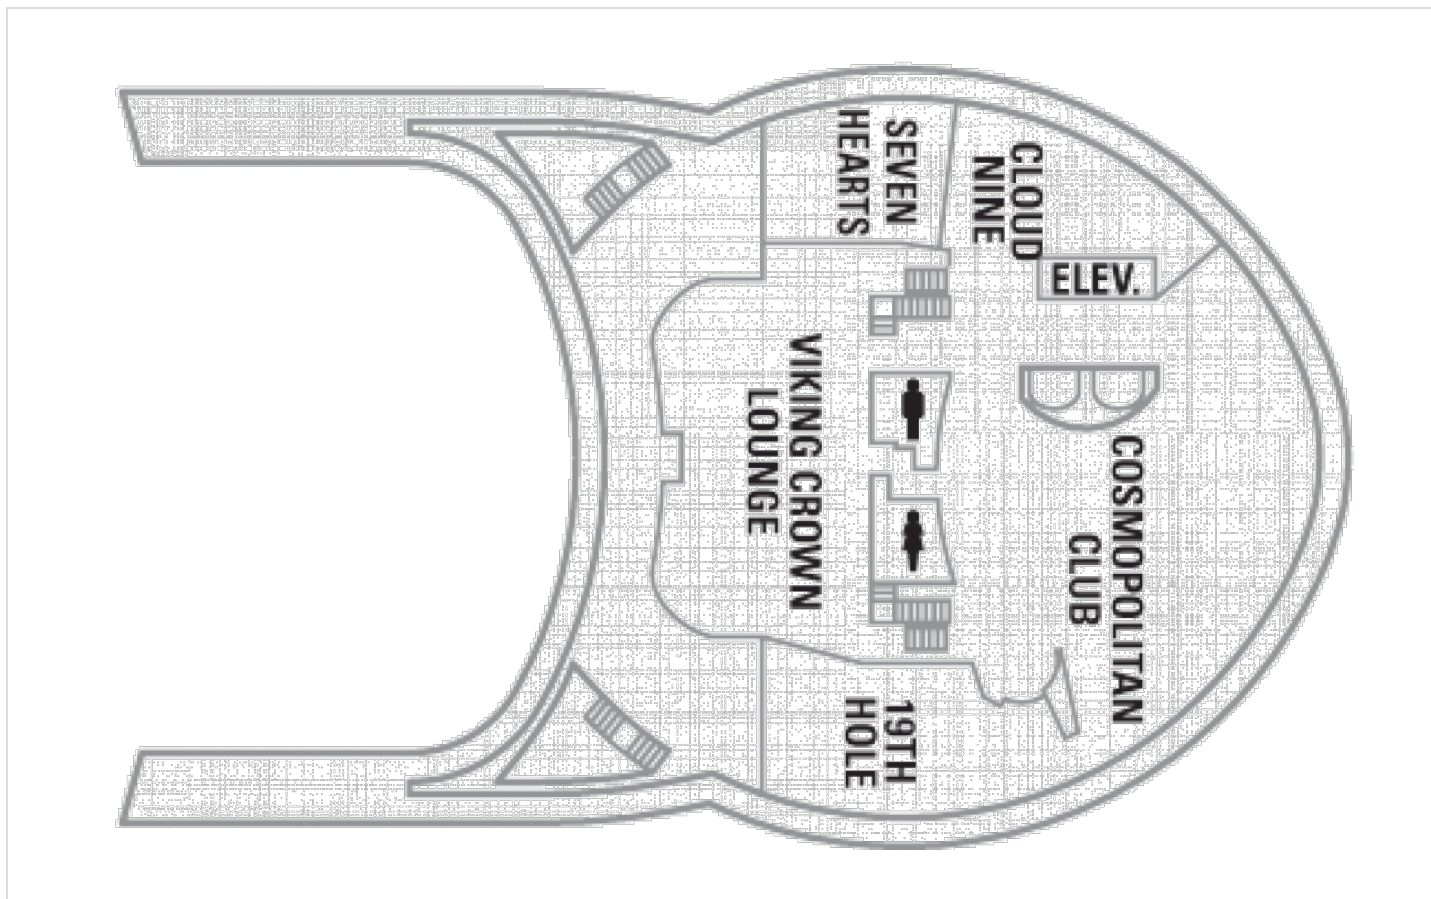 SEVEN
HEARTS
CLOUD
NINE
ELEV.
VIKING CROWN
LOUNGE
COSMOPOLITAN
CLUB
19TH
HOLE